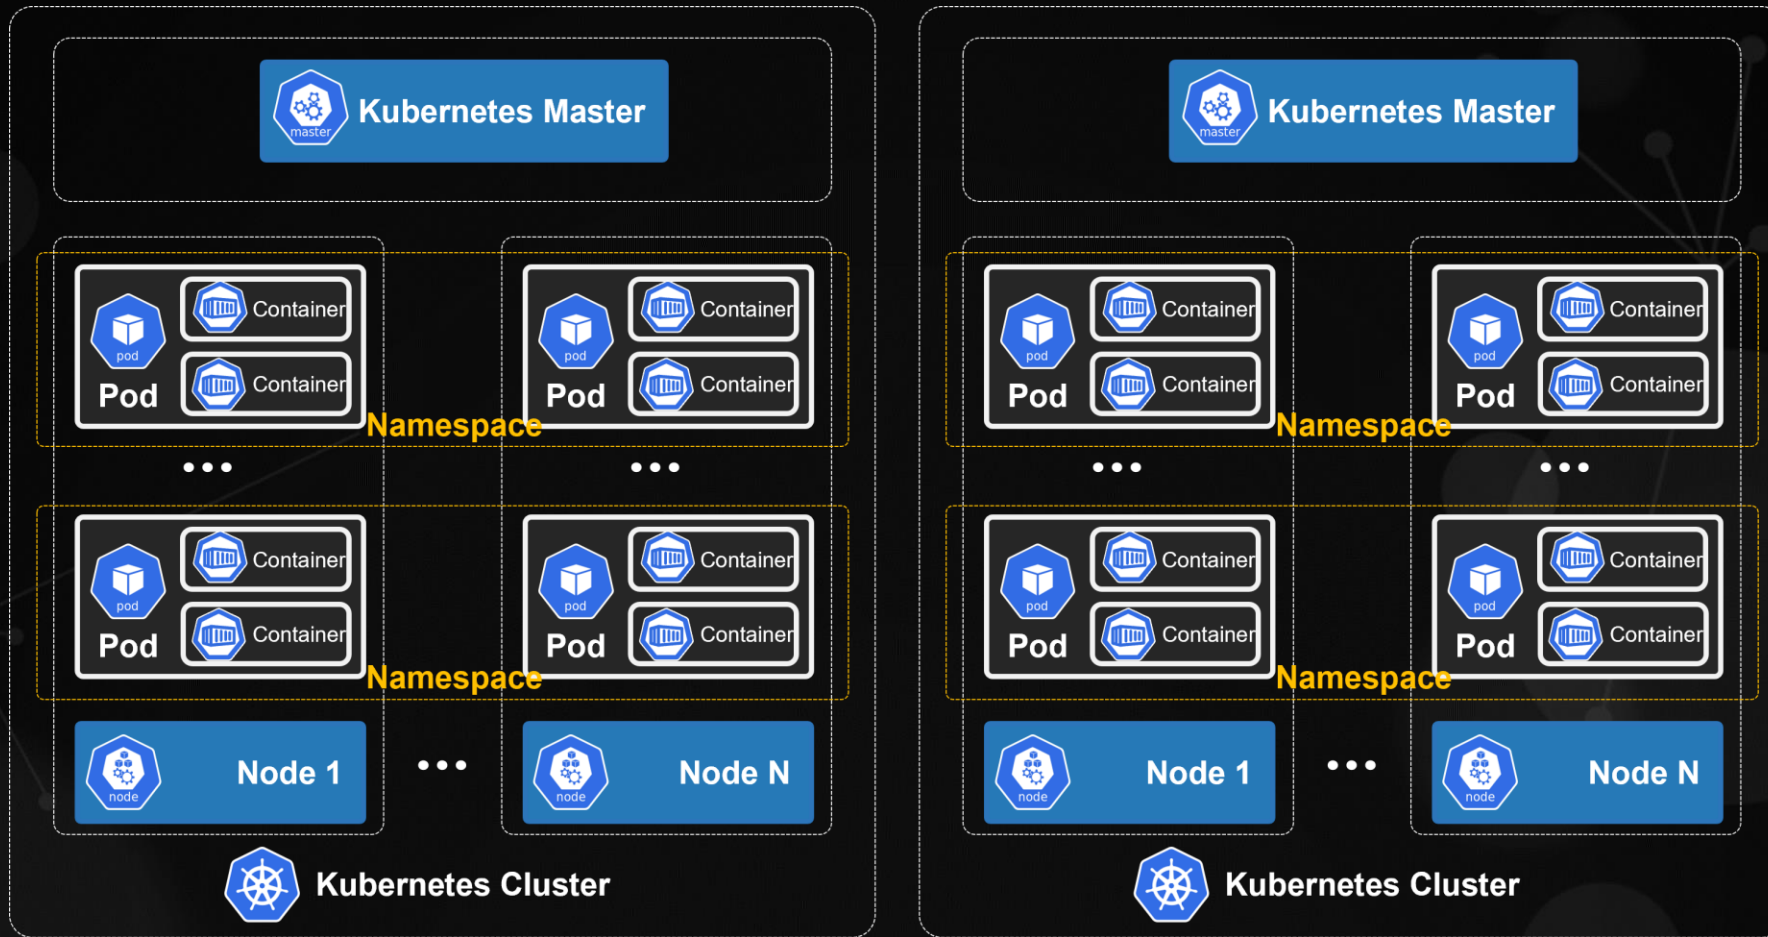 master Kubernetes Master
master Kubernetes Master
Container
pod
Container
Pod
Container
pod
Container
Pod
Namespace
Container
pod
Container
Pod
Container
pod
Container
Pod
Namespace
•••
•••
•••
•••
Container
pod
Container
Pod
Container
pod
Container
Pod
Namespace
Container
pod
Container
Pod
Container
pod
Container
Pod
Namespace
node Node 1
•••
node Node N
node Node 1
•••
node Node N
Kubernetes Cluster
Kubernetes Cluster